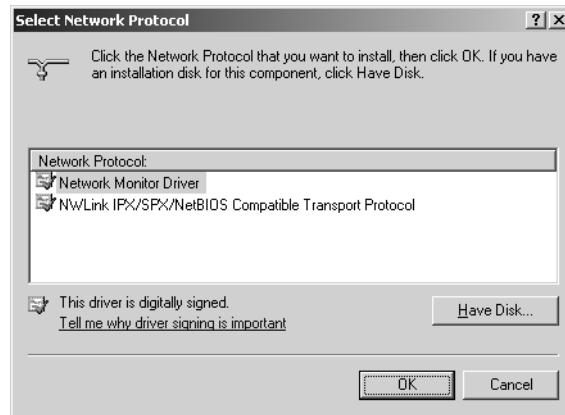 Select Network Protocol
Click the Network Protocol that you want to install, then click OK. If you have
an installation disk for this component, click Have Disk.
Network Protocol:
Network Monitor Driver
NWLink IPX/SPX/NetBIOS Compatible Transport Protocol
This driver is digitally signed.
Tell me why driver signing is important
Have Disk...
OK
Cancel